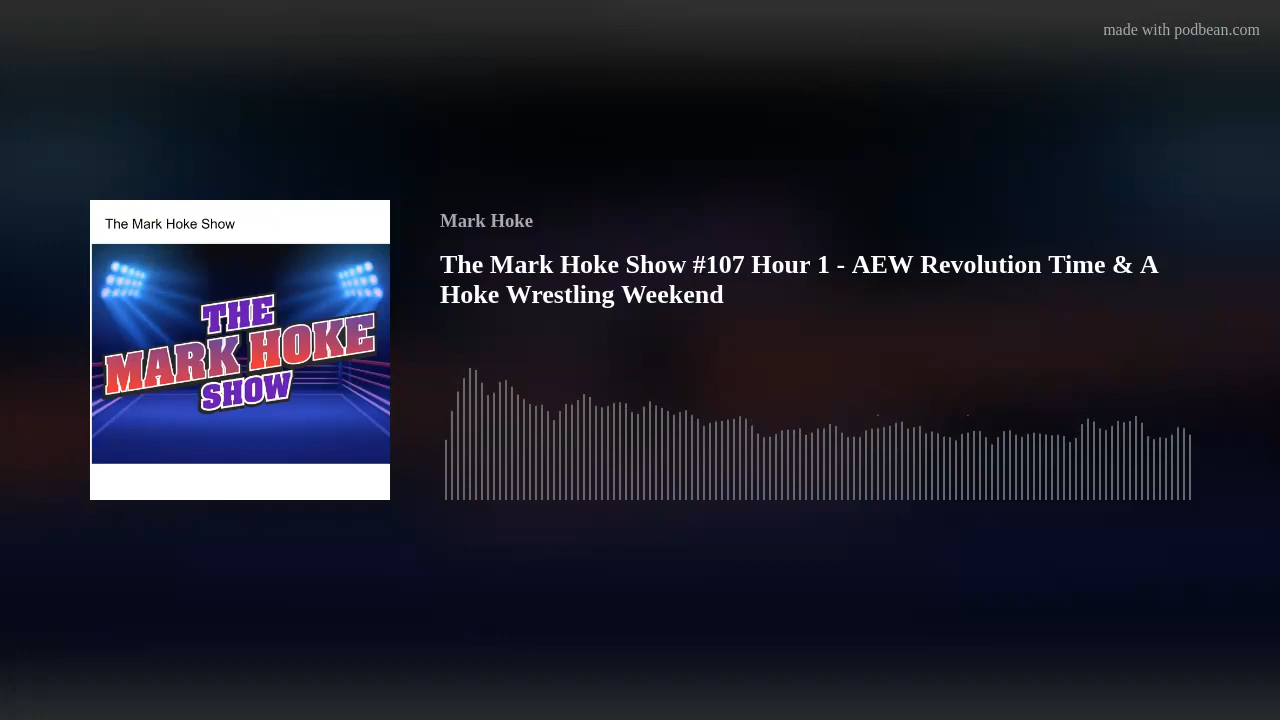 made with podbean.com
The Mark Hoke Show
THE
MARK HOKE
SHOW
Mark Hoke
The Mark Hoke Show #107 Hour 1 - AEW Revolution Time & A
Hoke Wrestling Weekend